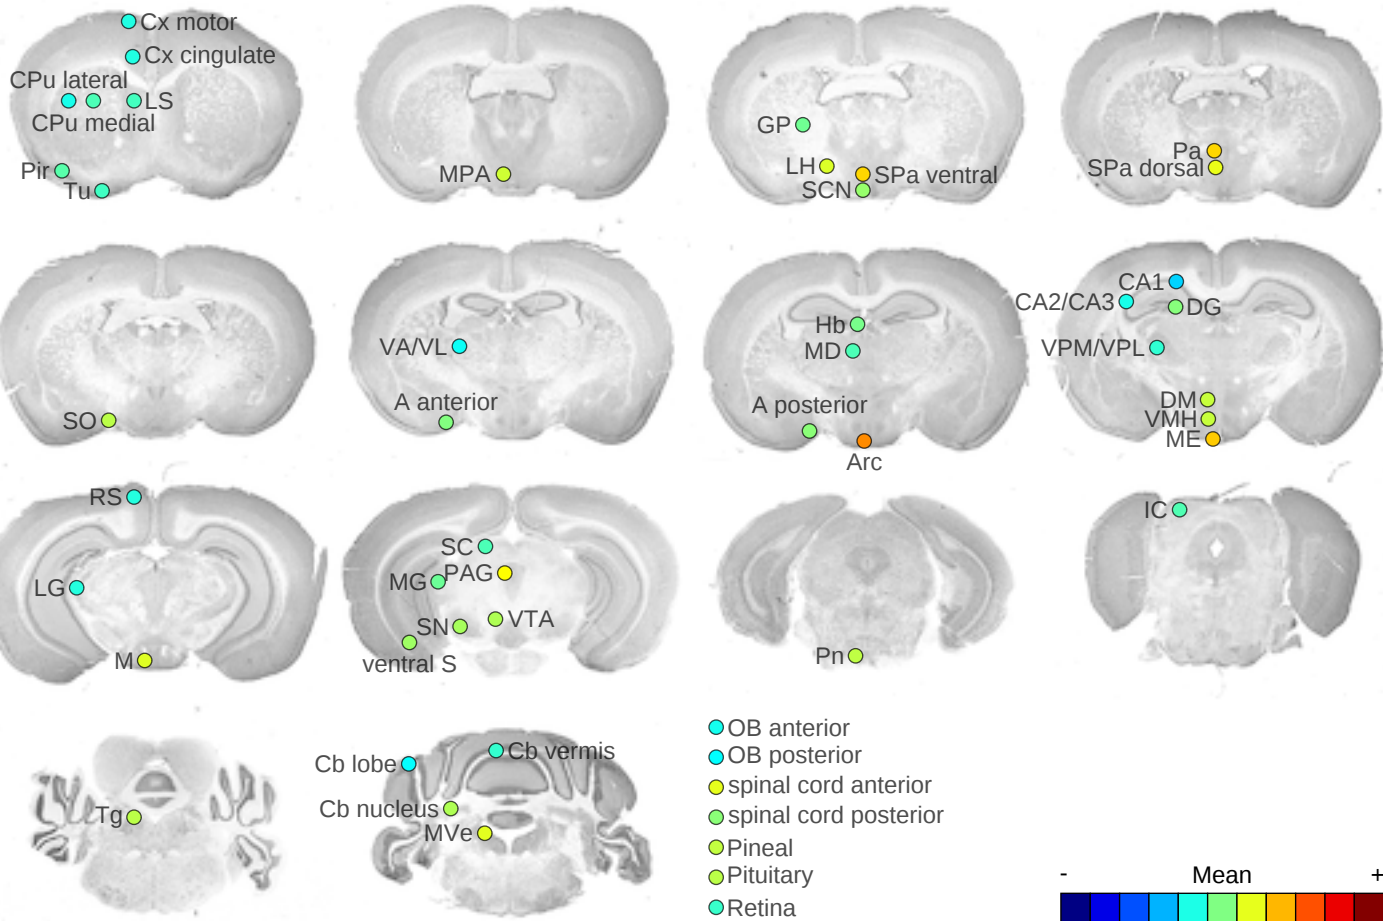 Cx motor
Cx cingulate
CPu lateral
LS
CPu medial
Pir
Tu
MPA
GP
LH
SPa ventral
SCN
Pa
SPa dorsal
SO
VA/VL
A anterior
Hb
MD
A posterior
Arc
CA1
CA2/CA3
DG
VPM/VPL
DM
VMH
ME
RS
LG
M
SC
PAG
MG
VTA
SN
ventral S
Pn
IC
Tg
Cb lobe
Cb vermis
Cb nucleus
MVe
OB anterior
OB posterior
spinal cord anterior
spinal cord posterior
Pineal
Pituitary
Retina
- Mean +